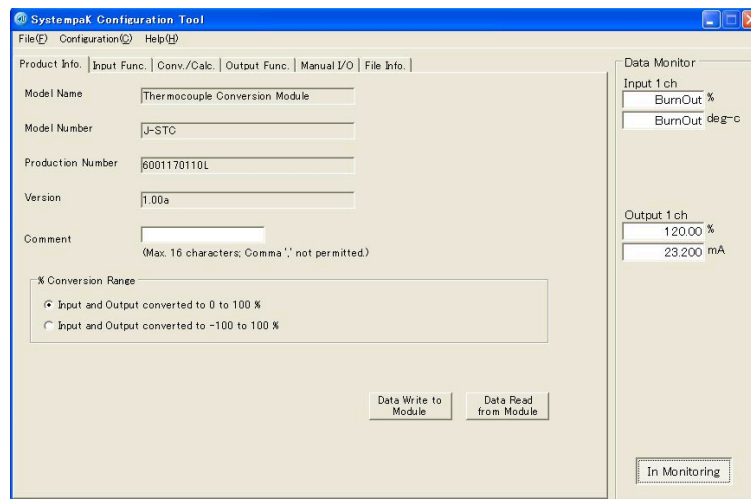 SystempaK Configuration Tool
File(F) Configuration(C) Help(H)
Product Info. Input Func. Conv./Calc. Output Func. Manual I/O File Info.
Model Name Thermocouple Conversion Module
Model Number J-STC
Production Number 6001170110L
Version 1.00a
Comment
(Max. 16 characters; Comma ',' not permitted.)
% Conversion Range
Input and Output converted to 0 to 100 %
Input and Output converted to -100 to 100 %
Data Write to Module
Data Read from Module
Data Monitor
Input 1 ch
BurnOut %
BurnOut deg-c
Output 1 ch
120.00 %
23.200 mA
In Monitoring